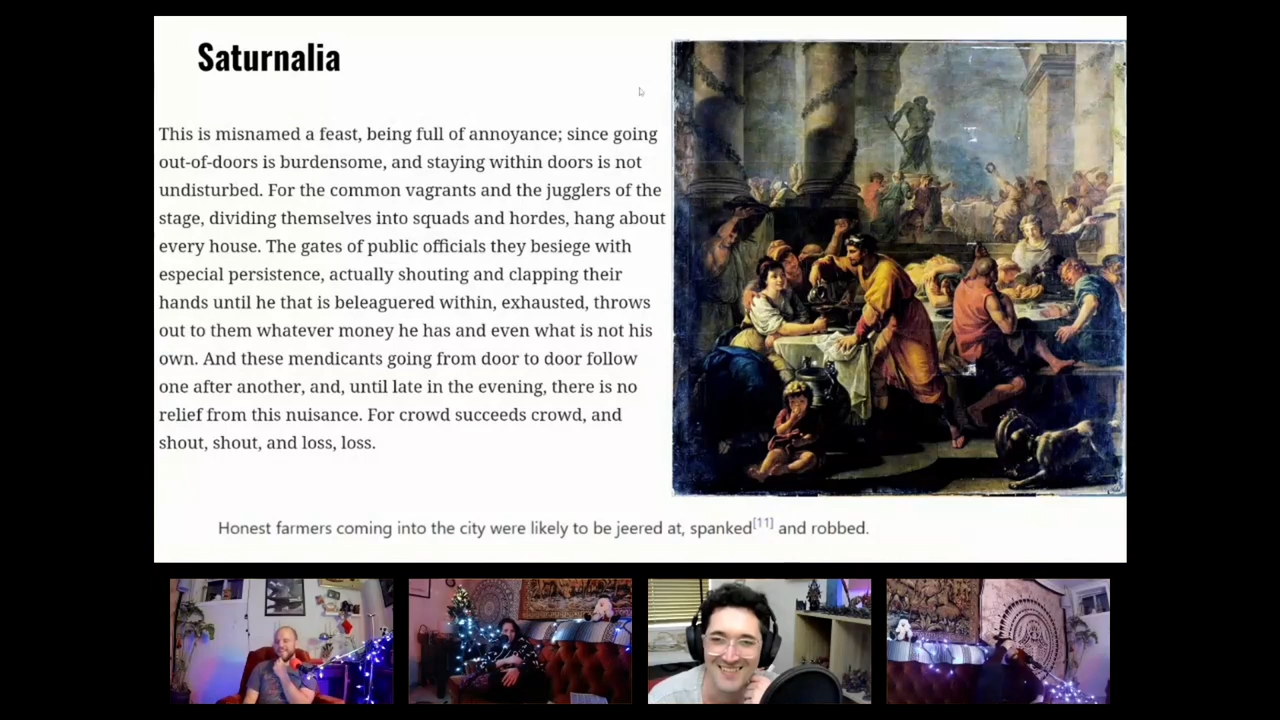 Saturnalia
This is misnamed a feast, being full of annoyance; since going
out-of-doors is burdensome, and staying within doors is not
undisturbed. For the common vagrants and the jugglers of the
stage, dividing themselves into squads and hordes, hang about
every house. The gates of public officials they besiege with
especial persistence, actually shouting and clapping their
hands until he that is beleaguered within, exhausted, throws
out to them whatever money he has and even what is not his
own. And these mendicants going from door to door follow
one after another, and, until late in the evening, there is no
relief from this nuisance. For crowd succeeds crowd, and
shout, shout, and loss, loss.
Honest farmers coming into the city were likely to be jeered at, spanked[11] and robbed.